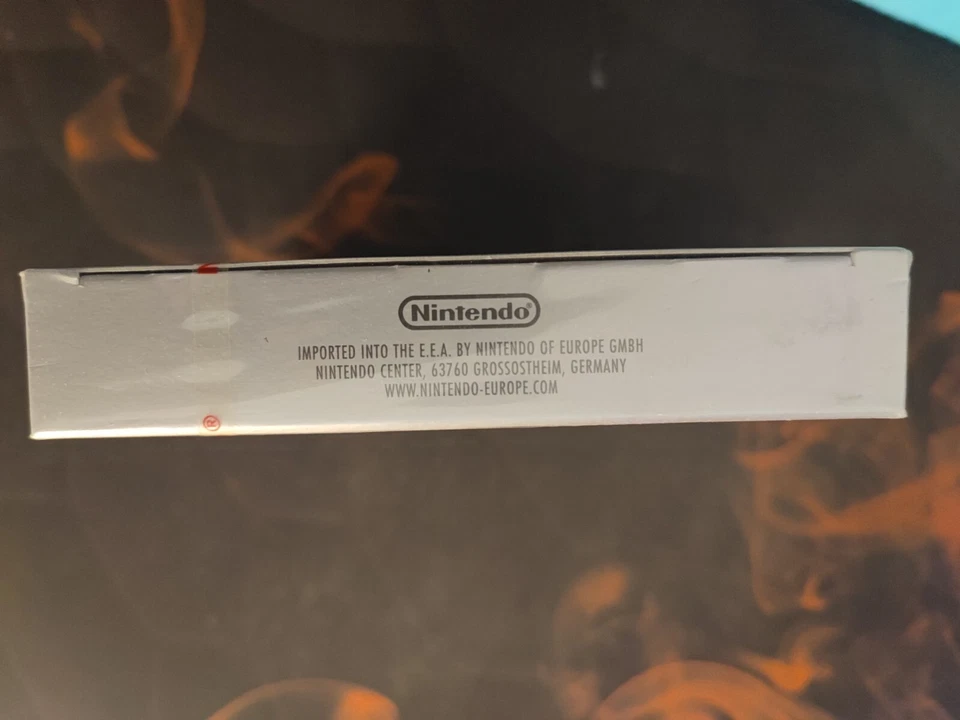 Nintendo®
IMPORTED INTO THE E.E.A. BY NINTENDO OF EUROPE GMBH
NINTENDO CENTER, 63760 GROSSOSTHEIM, GERMANY
WWW.NINTENDO-EUROPE.COM
®